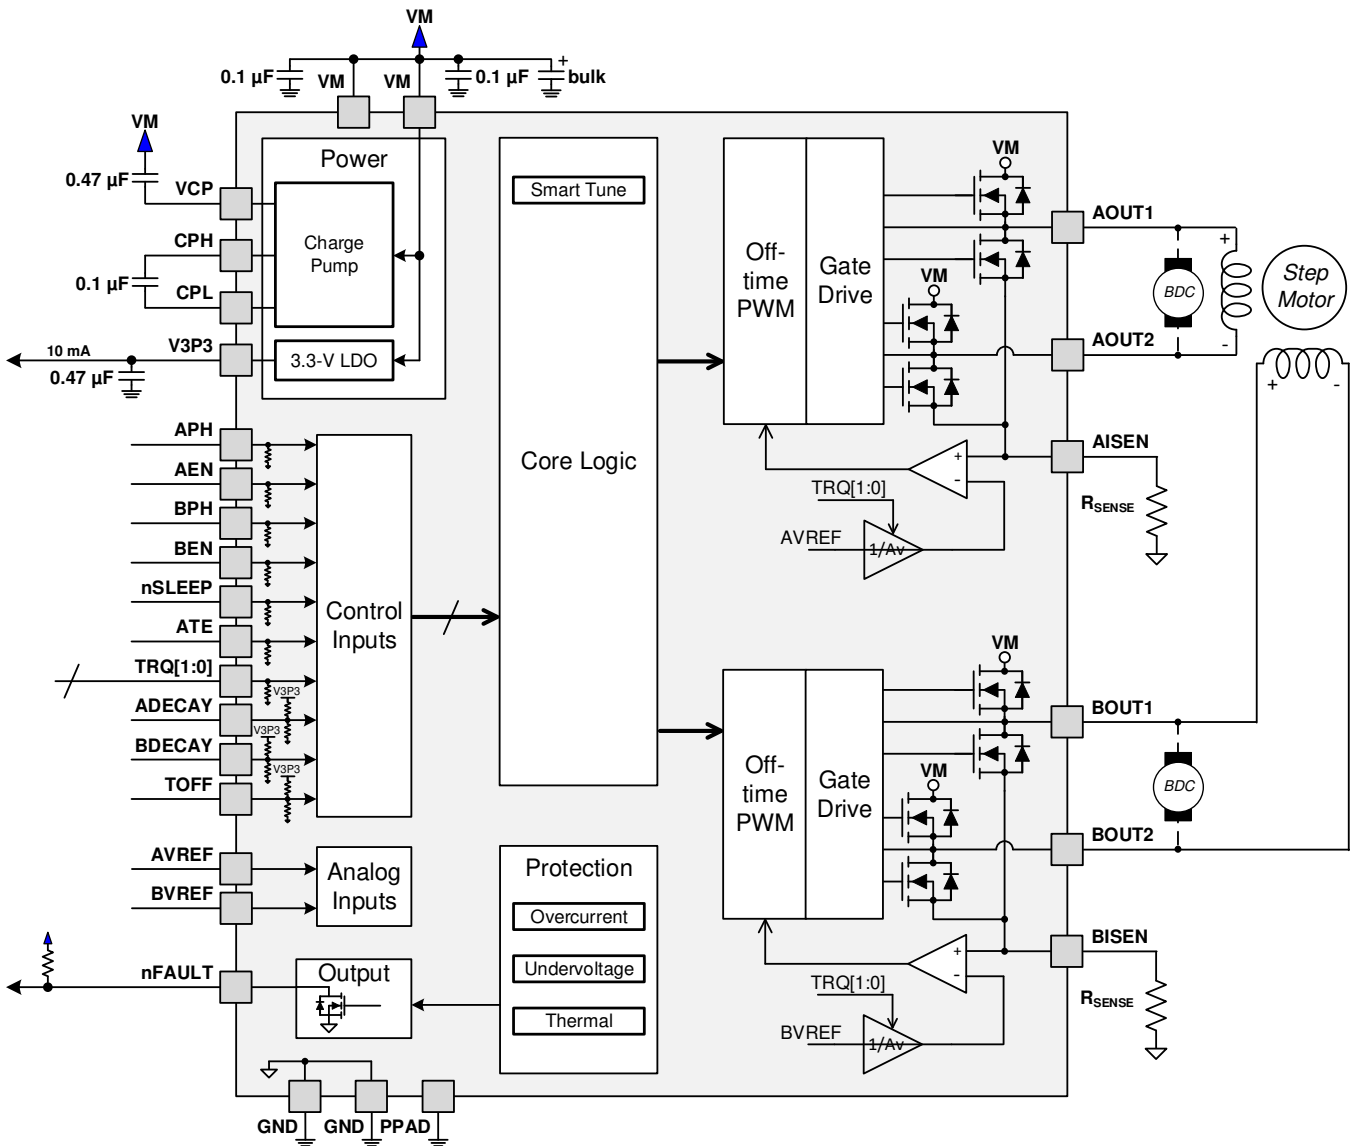 VM
0.1 µF
VM
VM
0.1 µF
+
bulk
VM
0.47 µF
VCP
CPH
0.1 µF
CPL
10 mA
V3P3
0.47 µF
Power
Charge
Pump
3.3-V LDO
APH
AEN
BPH
BEN
nSLEEP
ATE
TRQ[1:0]
ADECAY
BDECAY
TOFF
V3P3
V3P3
V3P3
Control
Inputs
AVREF
BVREF
Analog
Inputs
nFAULT
Output
Smart Tune
Core Logic
Protection
Overcurrent
Undervoltage
Thermal
Off-
time
PWM
Gate
Drive
VM
VM
AOUT1
AOUT2
BDC
+
-
Step
Motor
+
-
AISEN
RSENSE
+
-
TRQ[1:0]
AVREF
1/Av
Off-
time
PWM
Gate
Drive
VM
VM
BOUT1
BDC
BOUT2
BISEN
RSENSE
+
-
TRQ[1:0]
BVREF
1/Av
GND
GND
PPAD